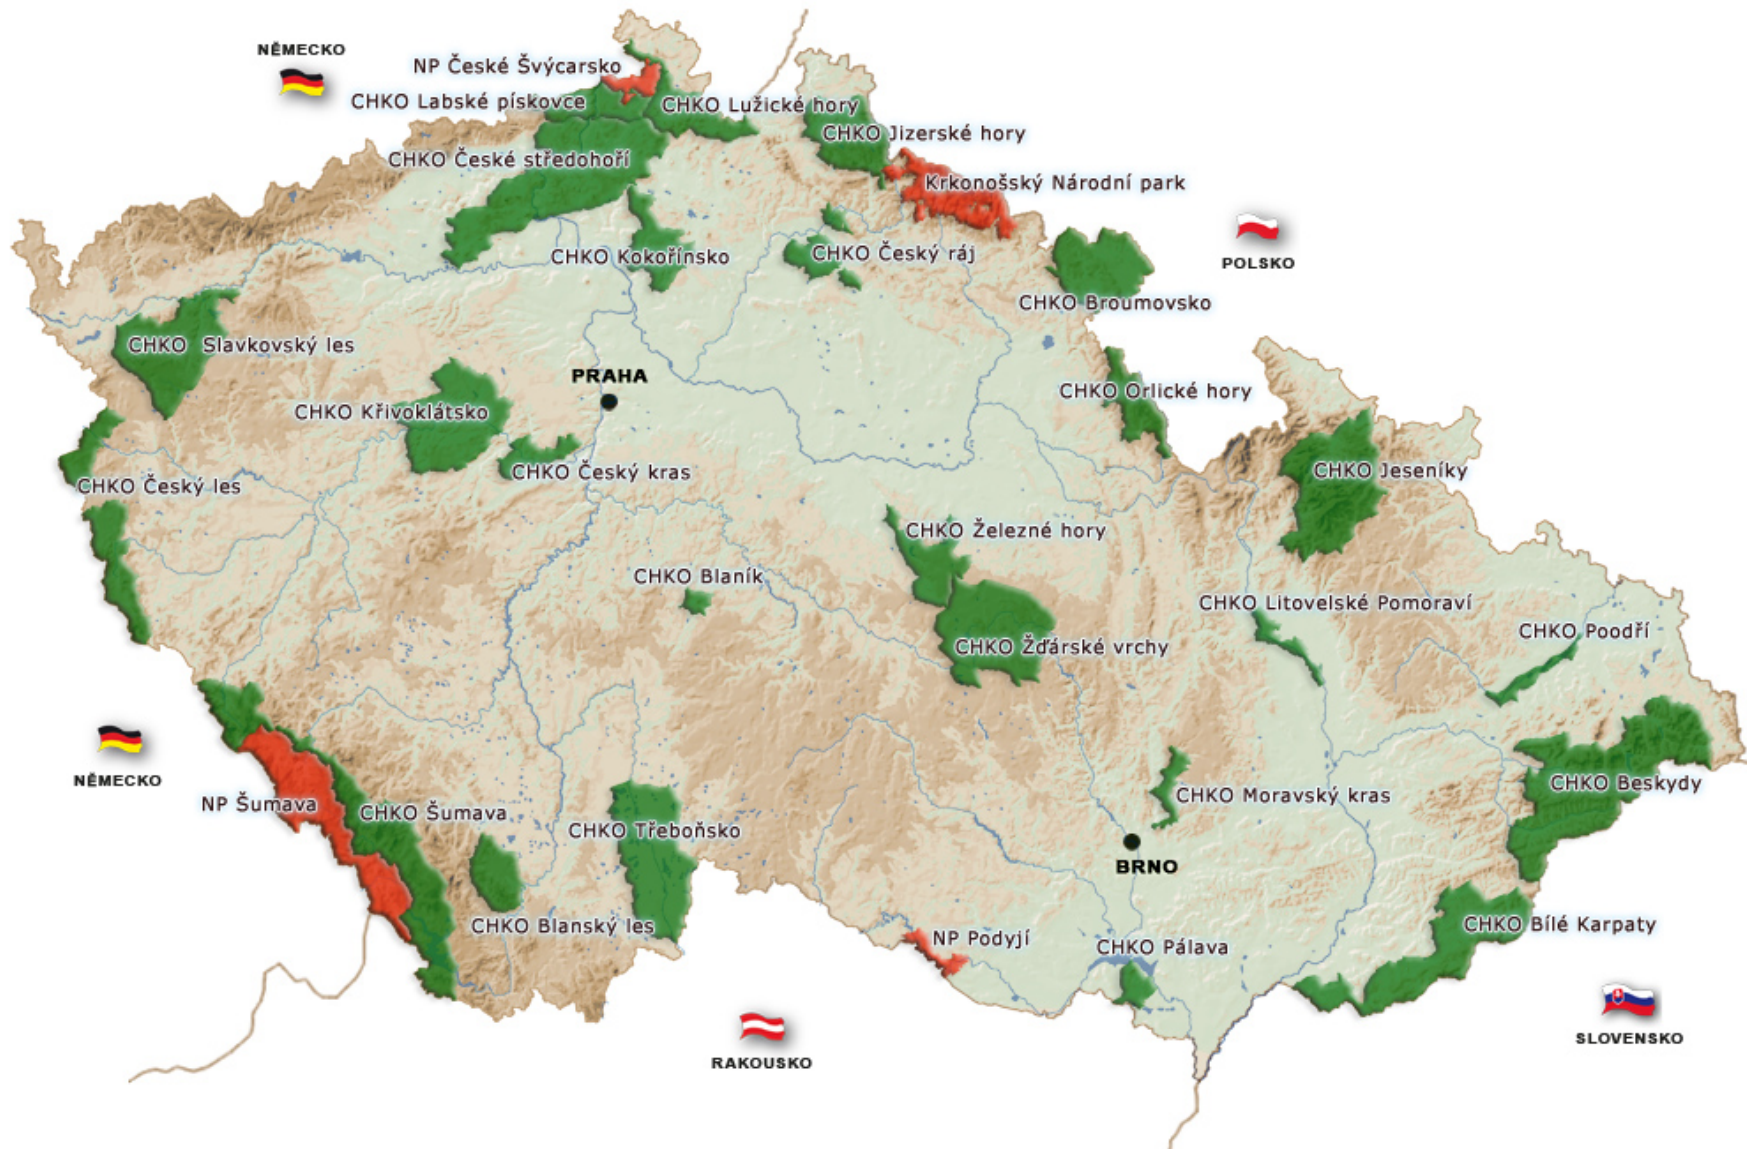 NĚMECKO
NP České Švýcarsko
CHKO Labské pískovce
CHKO Lužické hory
CHKO Jizerské hory
CHKO České středohoří
Krkonošský Národní park
CHKO Kokořínsko
CHKO Český ráj
POLSKO
CHKO Broumovsko
CHKO Slavkovský les
PRAHA
CHKO Orlické hory
CHKO Křivoklátsko
CHKO Český kras
CHKO Jeseníky
CHKO Český les
CHKO Železné hory
CHKO Blaník
CHKO Litovelské Pomoraví
CHKO Poodří
CHKO Žďárské vrchy
NĚMECKO
CHKO Beskydy
CHKO Moravský kras
NP Šumava
CHKO Šumava
CHKO Třeboňsko
BRNO
CHKO Blanský les
CHKO Bílé Karpaty
NP Podyjí
CHKO Pálava
SLOVENSKO
RAKOUSKO